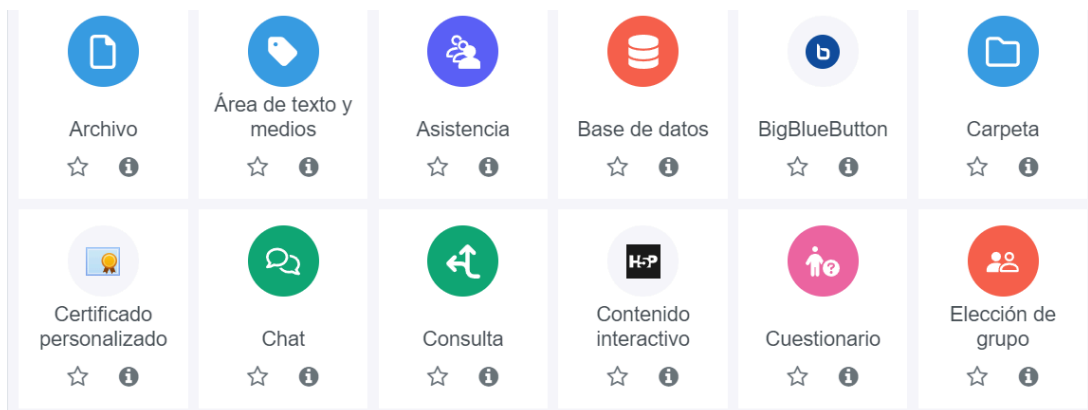 Archivo
Área de texto y
medios
Asistencia
Base de datos
BigBlueButton
Carpeta
Certificado
personalizado
Chat
Consulta
H5P
Contenido
interactivo
Cuestionario
Elección de
grupo